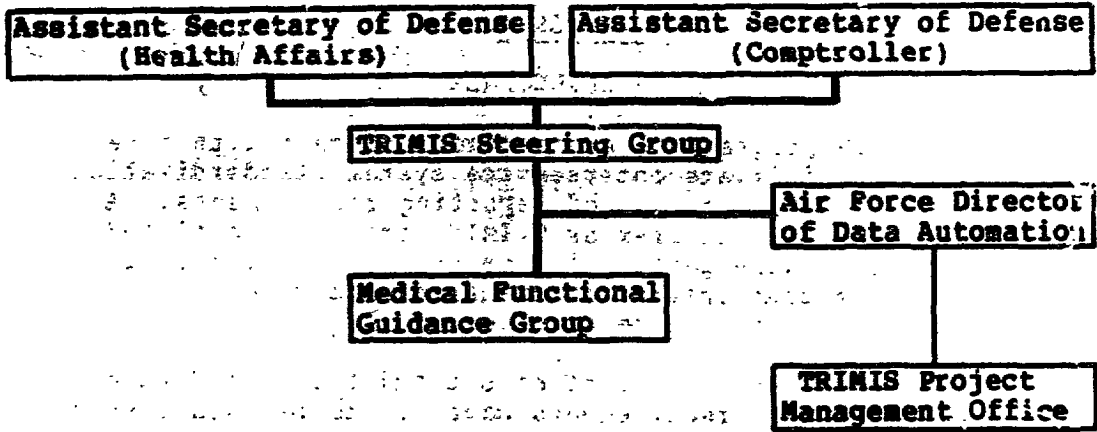 Assistant Secretary of Defense
(Health Affairs)
Assistant Secretary of Defense
(Comptroller)
TRIMIS Steering Group
Air Force Director
of Data Automation
Medical Functional
Guidance Group
TRIMIS Project
Management Office